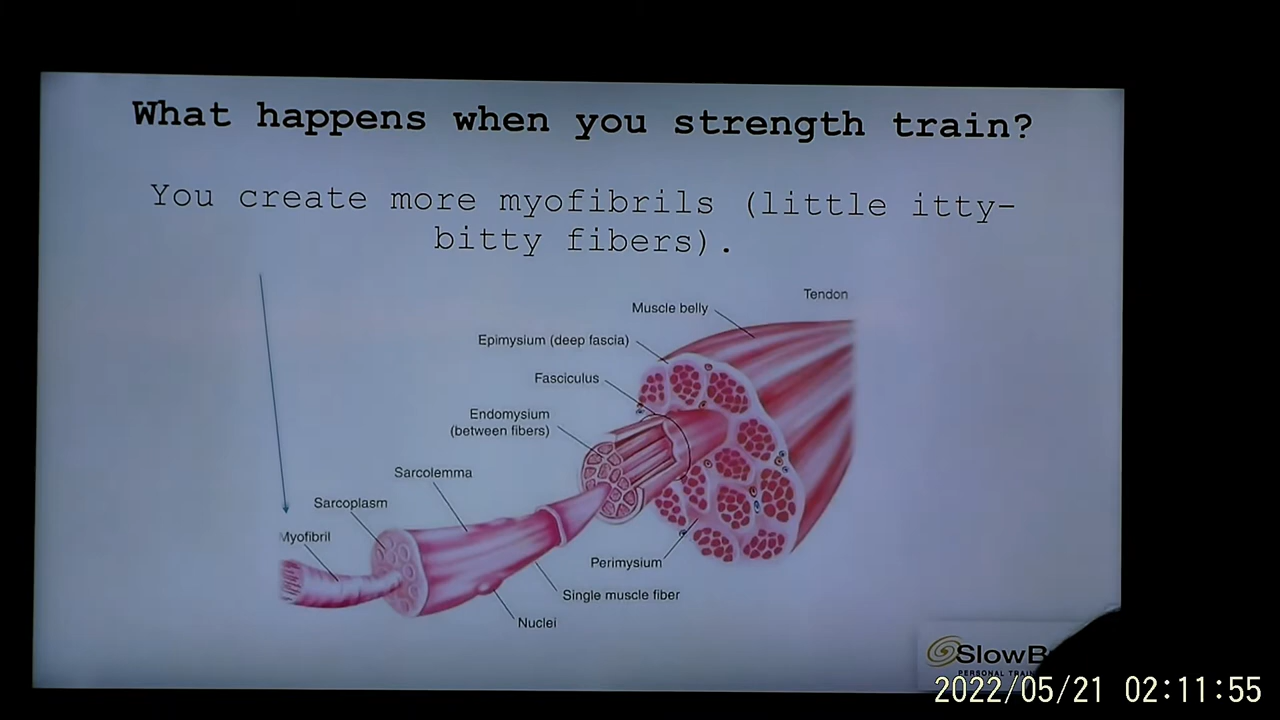 What happens when you strength train?
You create more myofibrils (little itty-
bitty fibers).
Tendon
Muscle belly
Epimysium (deep fascia)
Fasciculus
Endomysium
(between fibers)
Sarcolemma
Sarcoplasm
Myofibril
Perimysium
Single muscle fiber
Nuclei
PERSONAL
2022/05/21 02:11:55